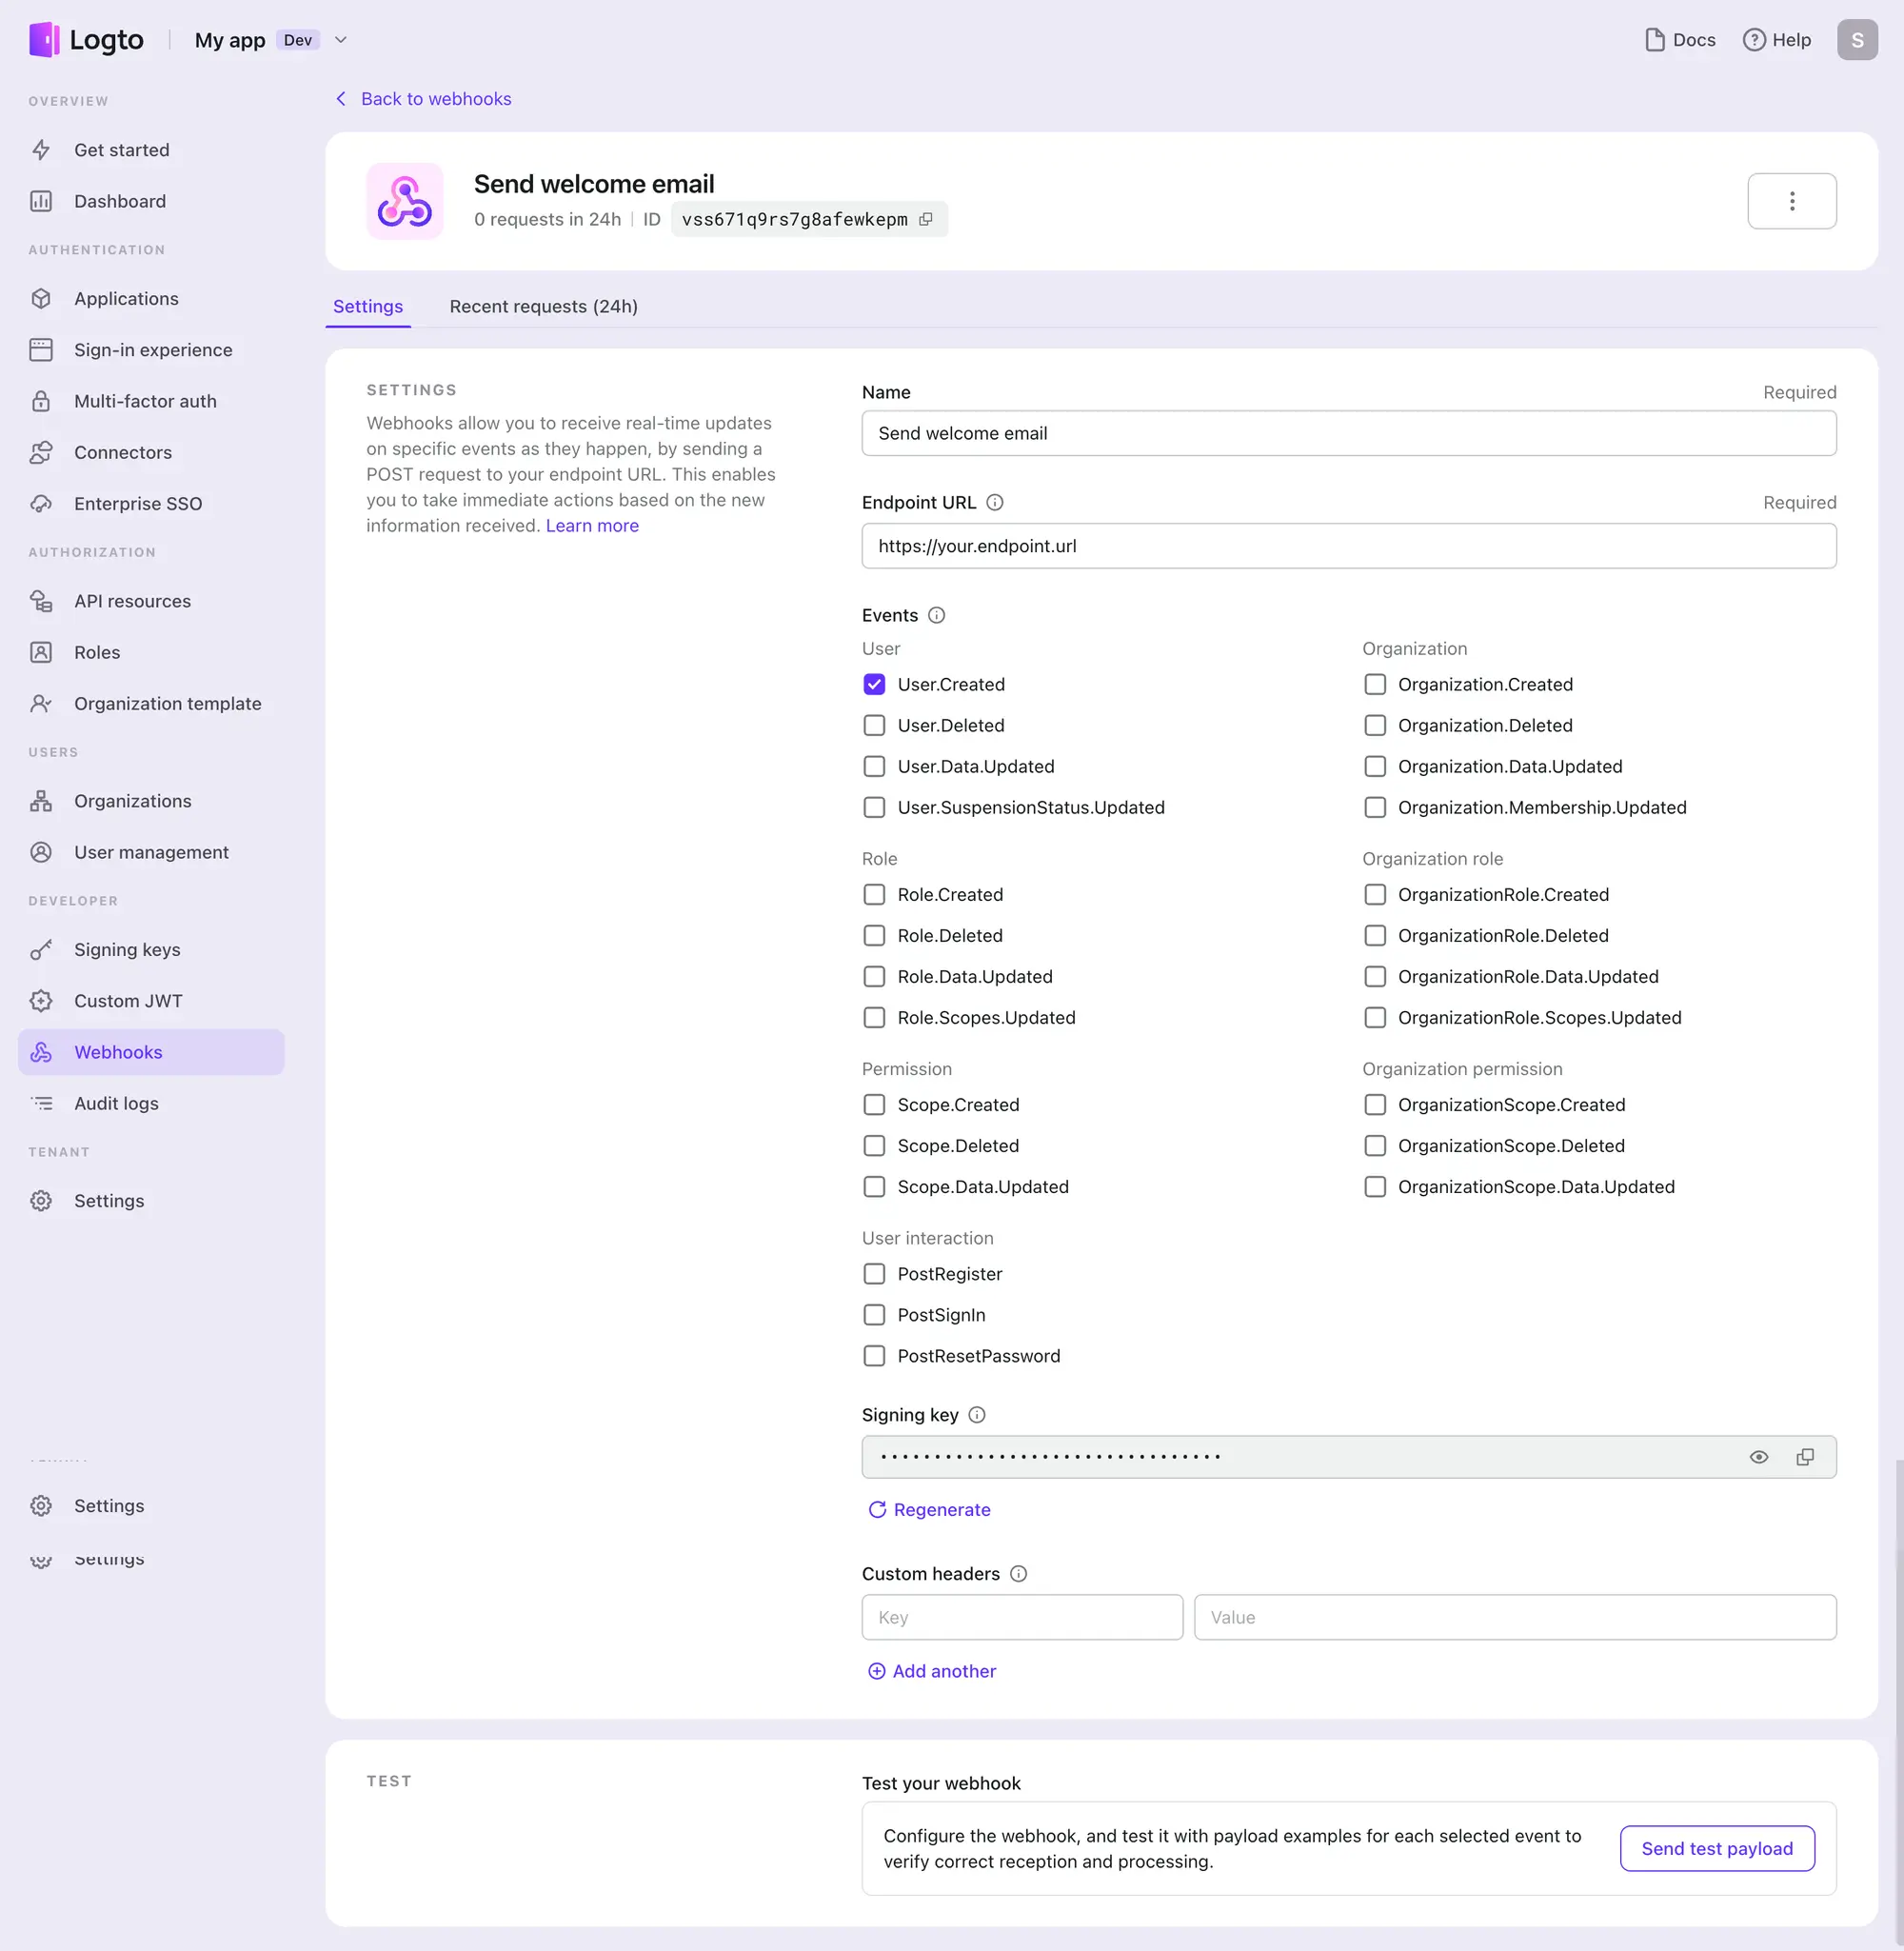 Logto
My app Dev
Docs
Help
S
OVERVIEW
Get started
Dashboard
AUTHENTICATION
Applications
Sign-in experience
Multi-factor auth
Connectors
Enterprise SSO
AUTHORIZATION
API resources
Roles
Organization template
USERS
Organizations
User management
DEVELOPER
Signing keys
Custom JWT
Webhooks
Audit logs
TENANT
Settings
Settings
Settings
Back to webhooks
Send welcome email
0 requests in 24h | ID vss671q9rs7g8afewkepm
Settings
Recent requests (24h)
SETTINGS
Webhooks allow you to receive real-time updates
on specific events as they happen, by sending a
POST request to your endpoint URL. This enables
you to take immediate actions based on the new
information received. Learn more
Name
Required
Send welcome email
Endpoint URL
Required
https://your.endpoint.url
Events
User
User.Created
User.Deleted
User.Data.Updated
User.SuspensionStatus.Updated
Organization
Organization.Created
Organization.Deleted
Organization.Data.Updated
Organization.Membership.Updated
Role
Role.Created
Role.Deleted
Role.Data.Updated
Role.Scopes.Updated
Organization role
OrganizationRole.Created
OrganizationRole.Deleted
OrganizationRole.Data.Updated
OrganizationRole.Scopes.Updated
Permission
Scope.Created
Scope.Deleted
Scope.Data.Updated
Organization permission
OrganizationScope.Created
OrganizationScope.Deleted
OrganizationScope.Data.Updated
User interaction
PostRegister
PostSignIn
PostResetPassword
Signing key
Regenerate
Custom headers
Key
Value
Add another
TEST
Test your webhook
Configure the webhook, and test it with payload examples for each selected event to
verify correct reception and processing.
Send test payload